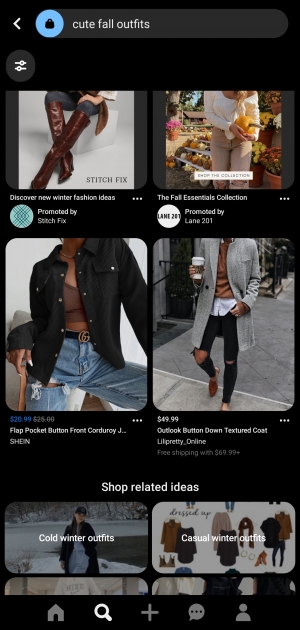 cute fall outfits
STITCH FIX
SHOP THE COLLECTION
Discover new winter fashion ideas
The Fall Essentials Collection
Promoted by
Stitch Fix
LANE 201
Promoted by
Lane 201
$20.99 $25.00
$49.99
Flap Pocket Button Front Corduroy J...
Outlook Button Down Textured Coat
SHEIN
Lilipretty_Online
Free shipping with $69.99+
Shop related ideas
dressed up
Cold winter outfits
Casual winter outfits